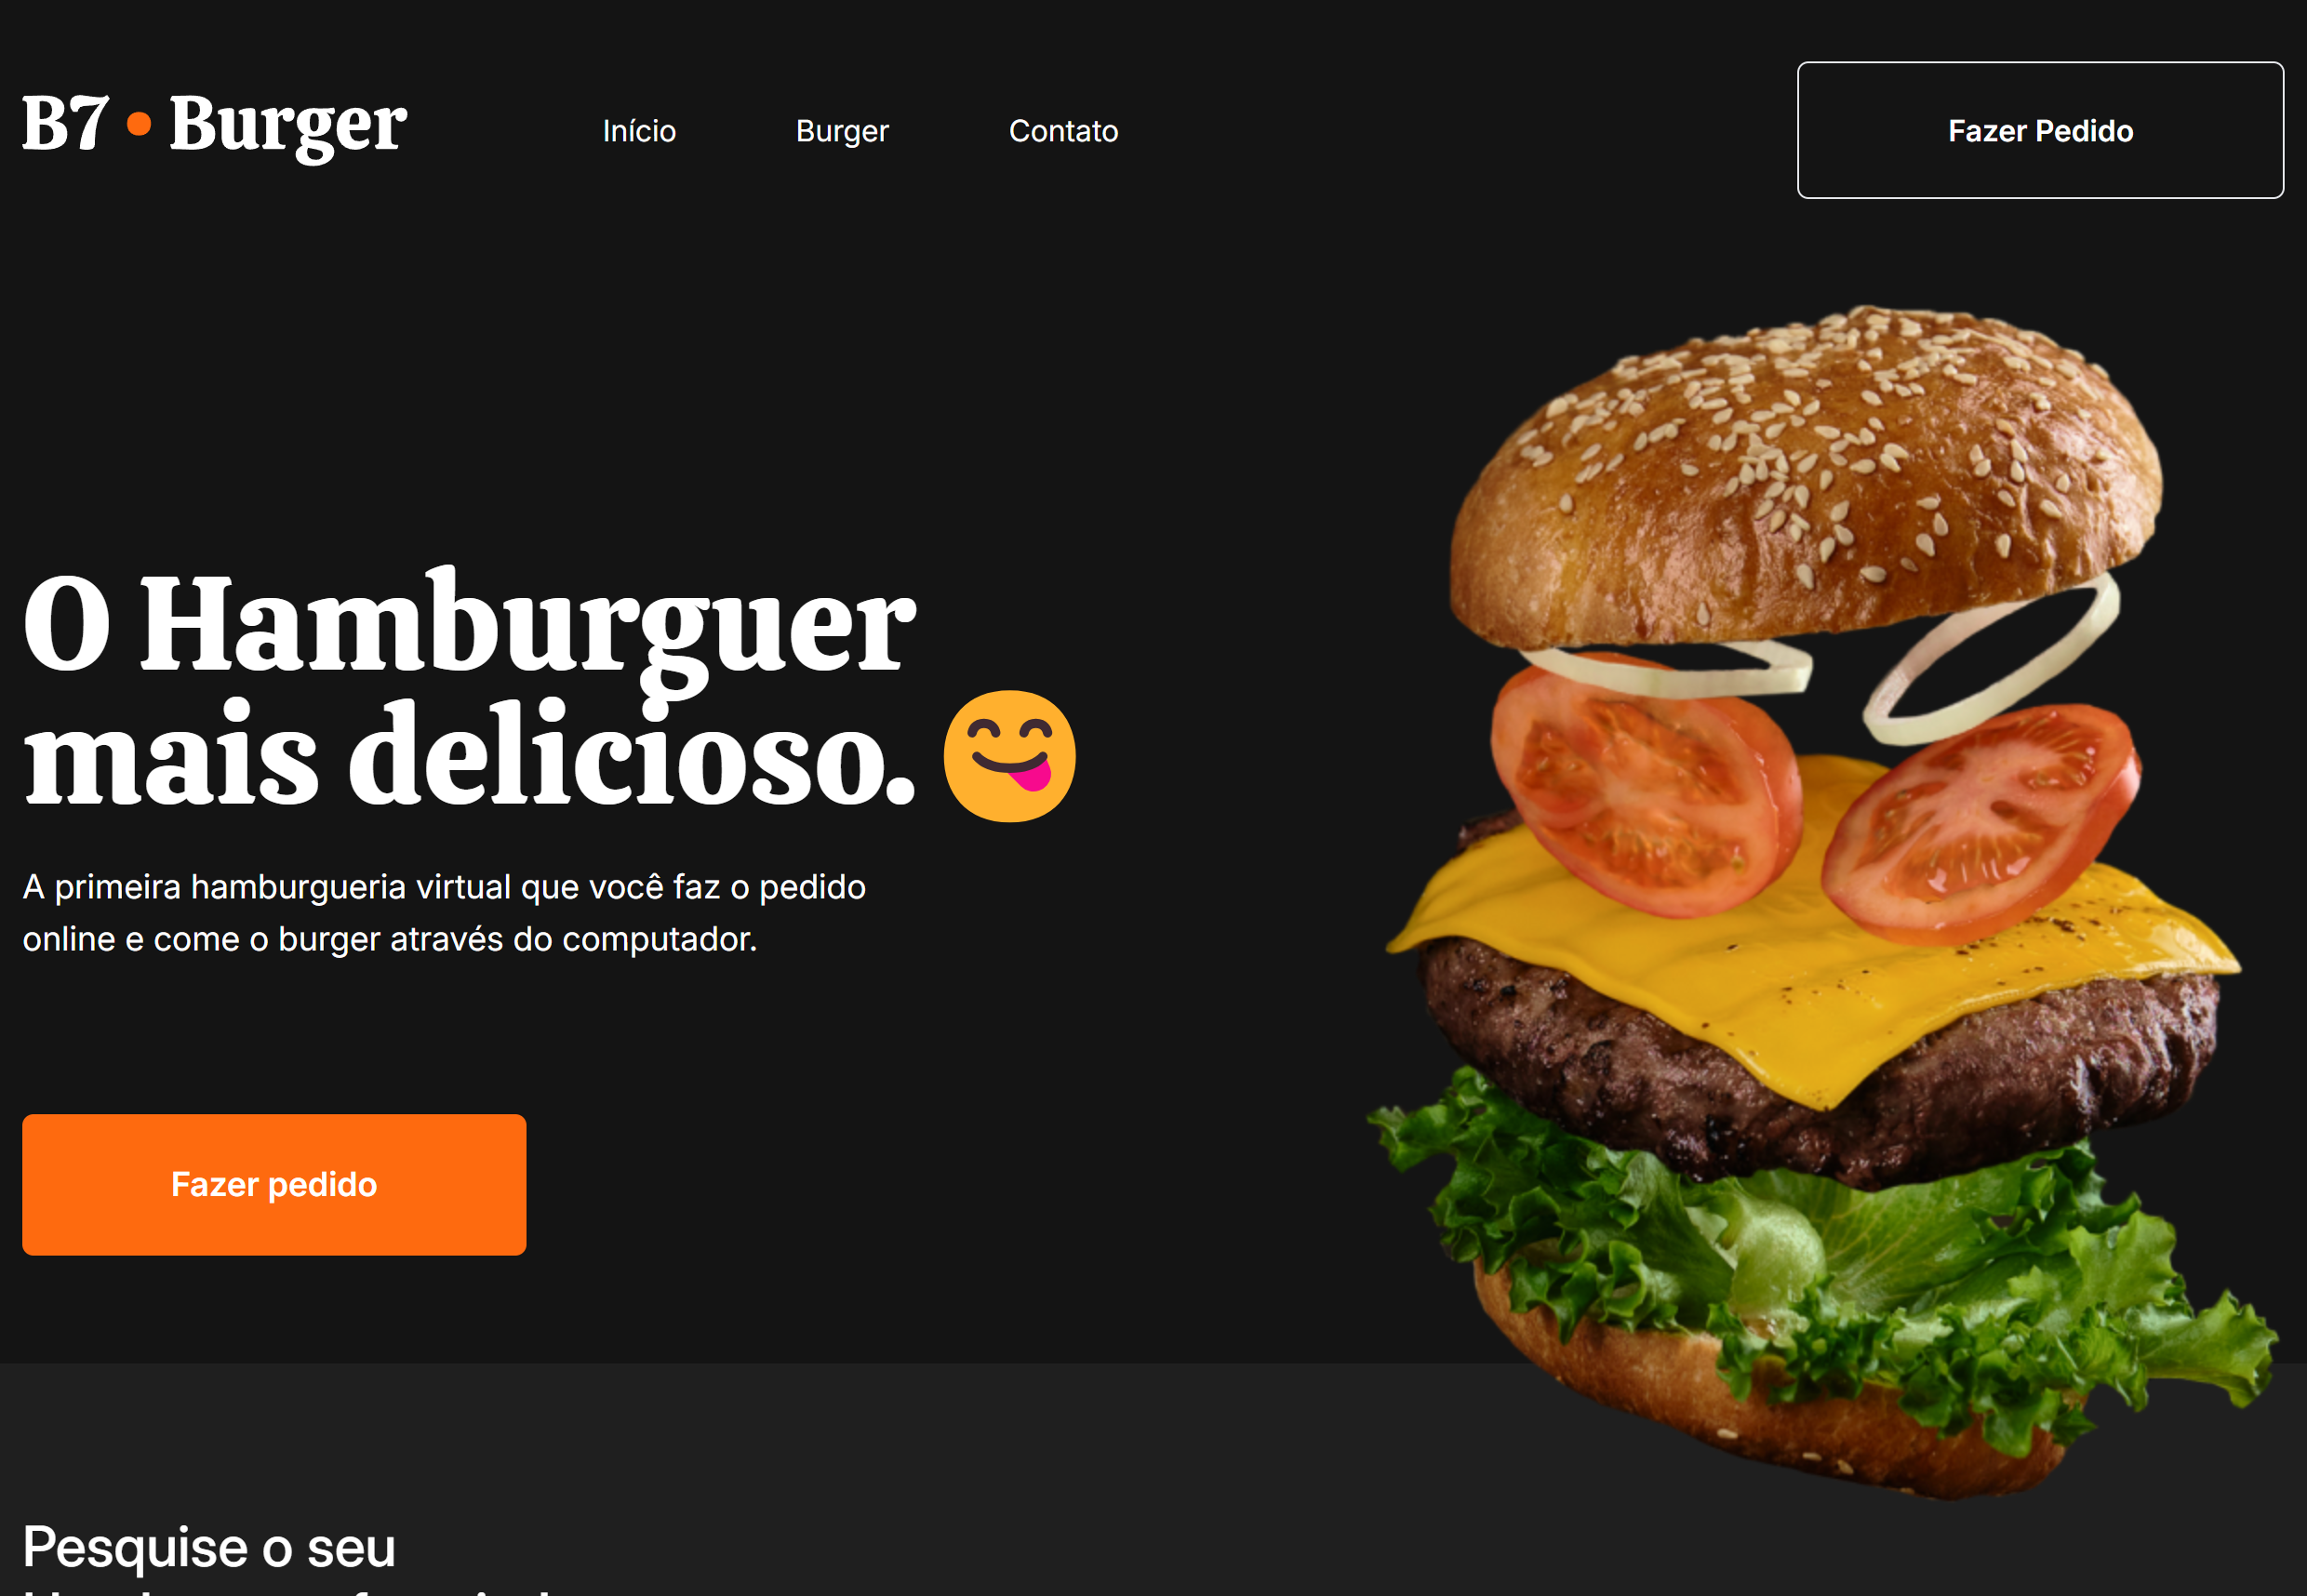 B7 • Burger
Início
Burger
Contato
Fazer Pedido
O Hamburguer
mais delicioso.
A primeira hamburgueria virtual que você faz o pedido
online e come o burger através do computador.
Fazer pedido
Pesquise o seu